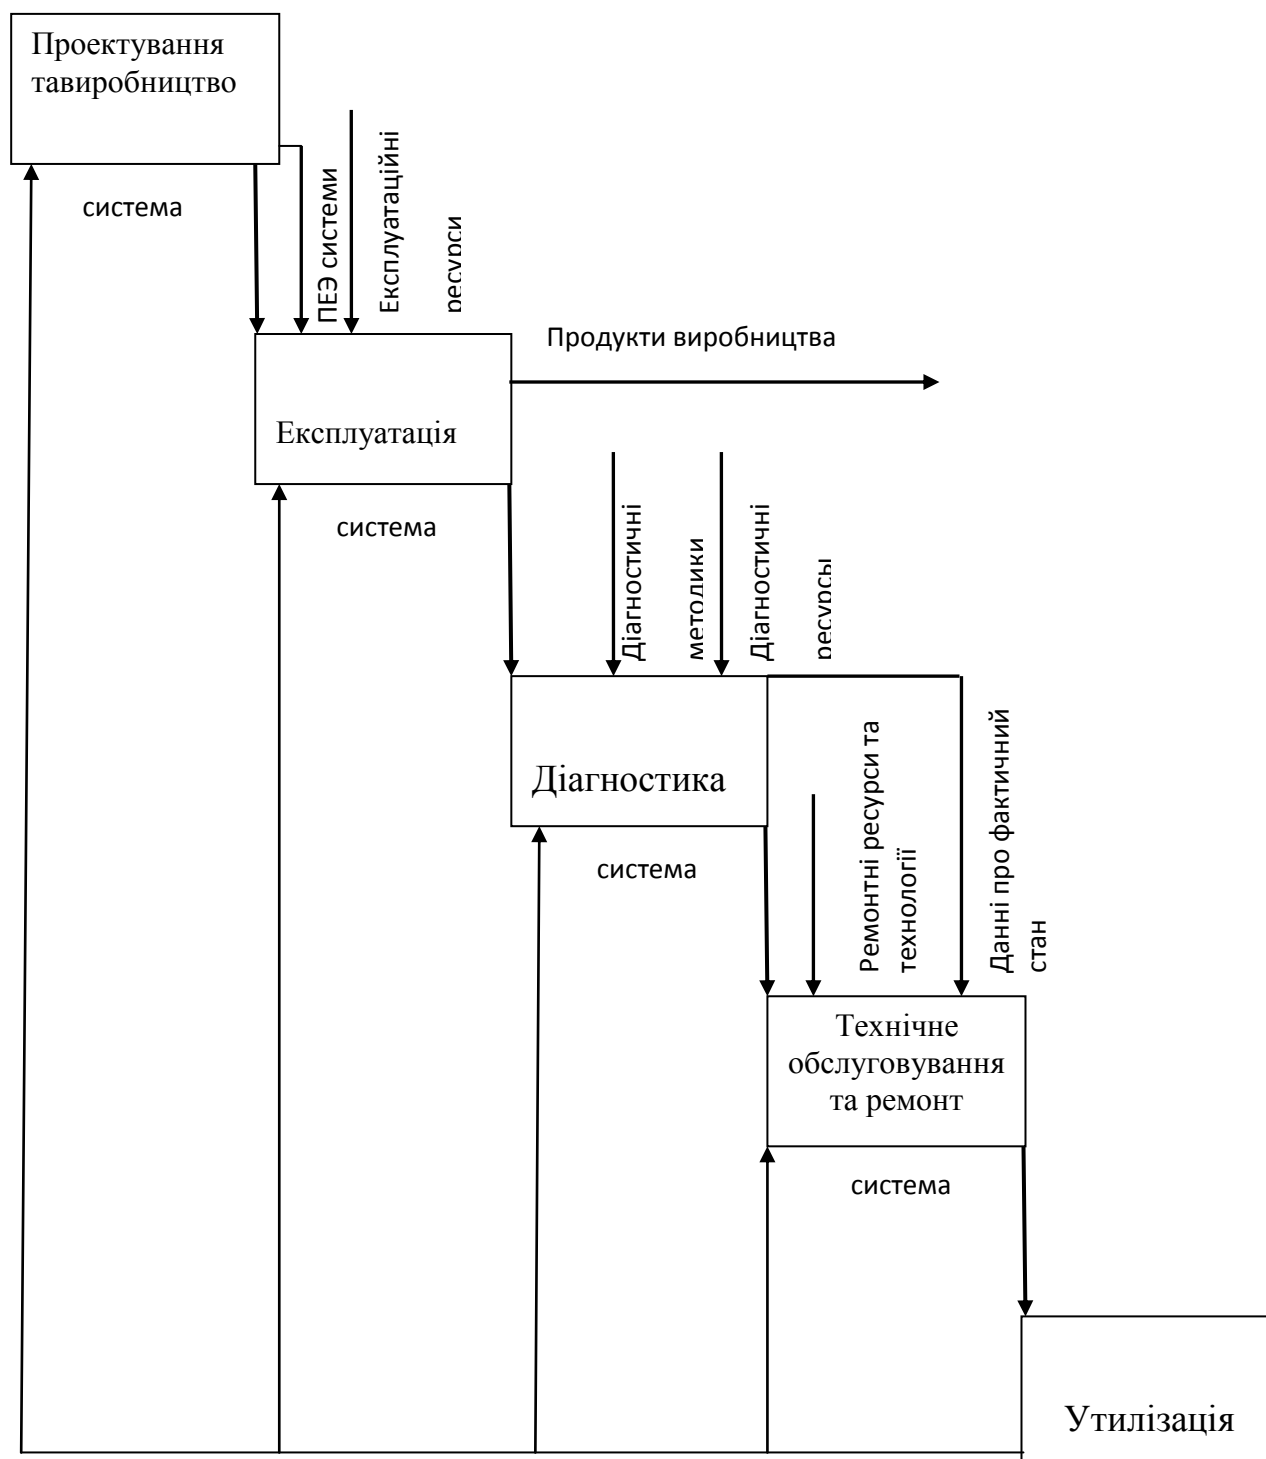 Проектування
тавиробництво
система
ПЕЭ системи
Експлуатаційні
ресурси
Продукти виробництва
Експлуатація
система
Діагностичні
методики
Діагностичні
ресурсы
Діагностика
система
Ремонтні ресурси та
технології
Данні про фактичний
стан
Технічне
обслуговування
та ремонт
система
Утилізація